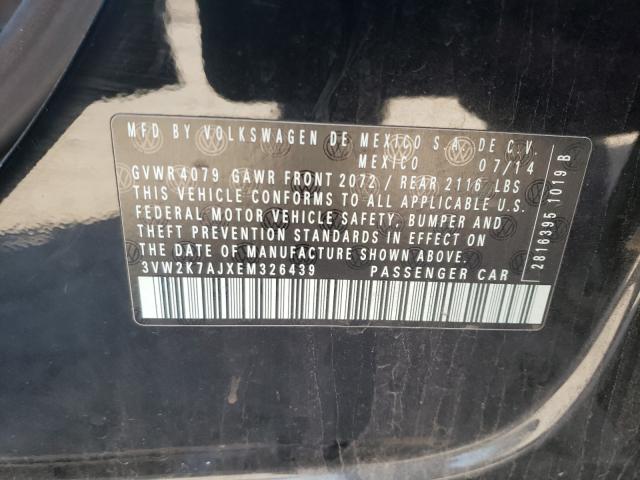 MFD BY VOLKSWAGEN DE MEXICO S.A. DE C.V.
MEXICO 07/14
GVWR 4079 GAWR FRONT 2072 / REAR 2116 LBS
THIS VEHICLE CONFORMS TO ALL APPLICABLE U.S.
FEDERAL MOTOR VEHICLE SAFETY, BUMPER AND
THEFT PREVENTION STANDARDS IN EFFECT ON
THE DATE OF MANUFACTURE SHOWN ABOVE.
3VW2K7AJXEM326439 PASSENGER CAR
2816395 1019 B